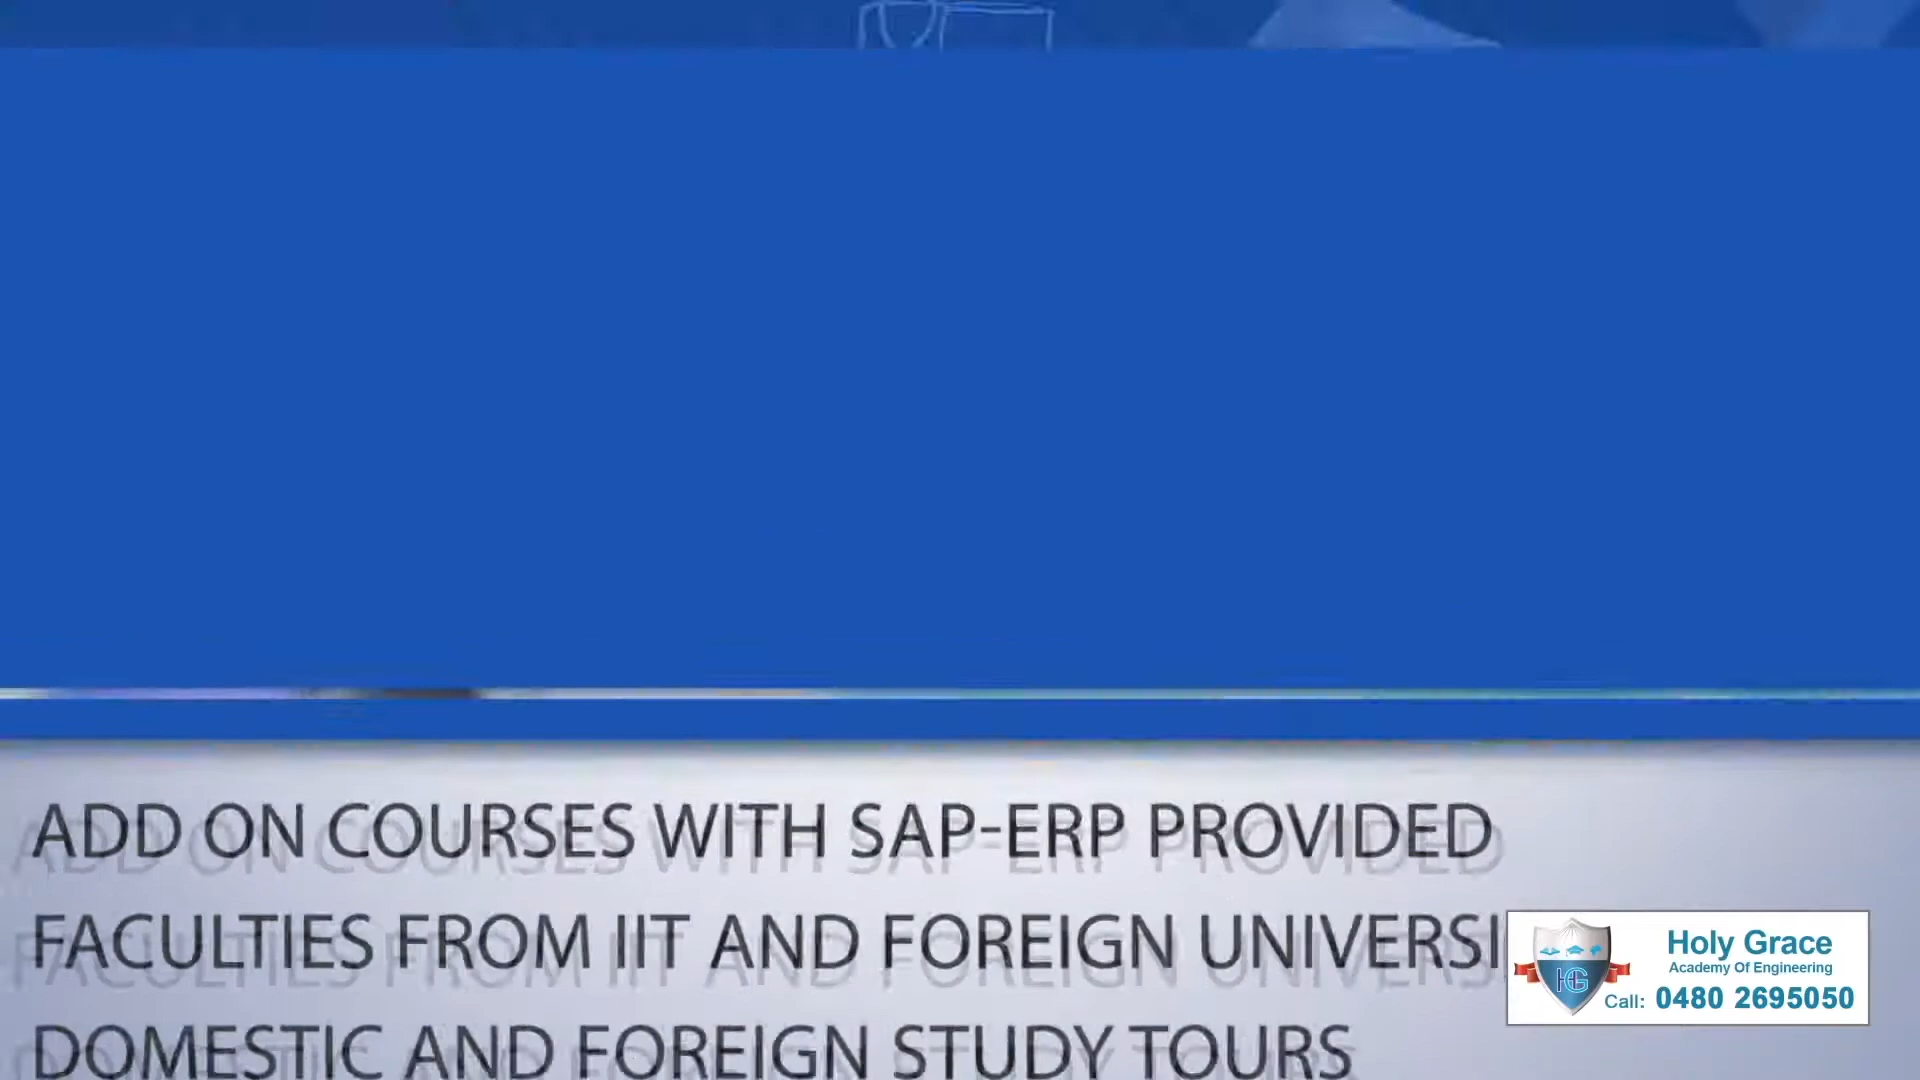 ADD ON COURSES WITH SAP-ERP PROVIDED
FACULTIES FROM IIT AND FOREIGN
DOMESTIC AND FOREIGN STUDY TOURS
HG
Holy Grace
Academy Of Engineering
Call: 0480 2695050